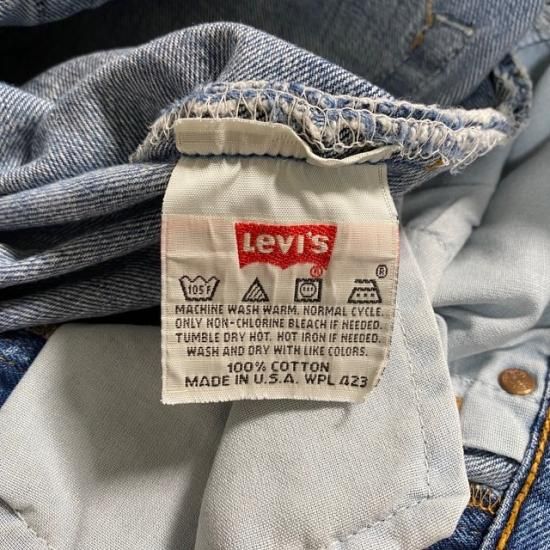 Levi's
®
®
105F
MACHINE WASH WARM. NORMAL CYCLE.
ONLY NON-CHLORINE BLEACH IF NEEDED.
TUMBLE DRY HOT. HOT IRON IF NEEDED.
WASH AND DRY WITH LIKE COLORS.
100% COTTON
MADE IN U.S.A. WPL 423